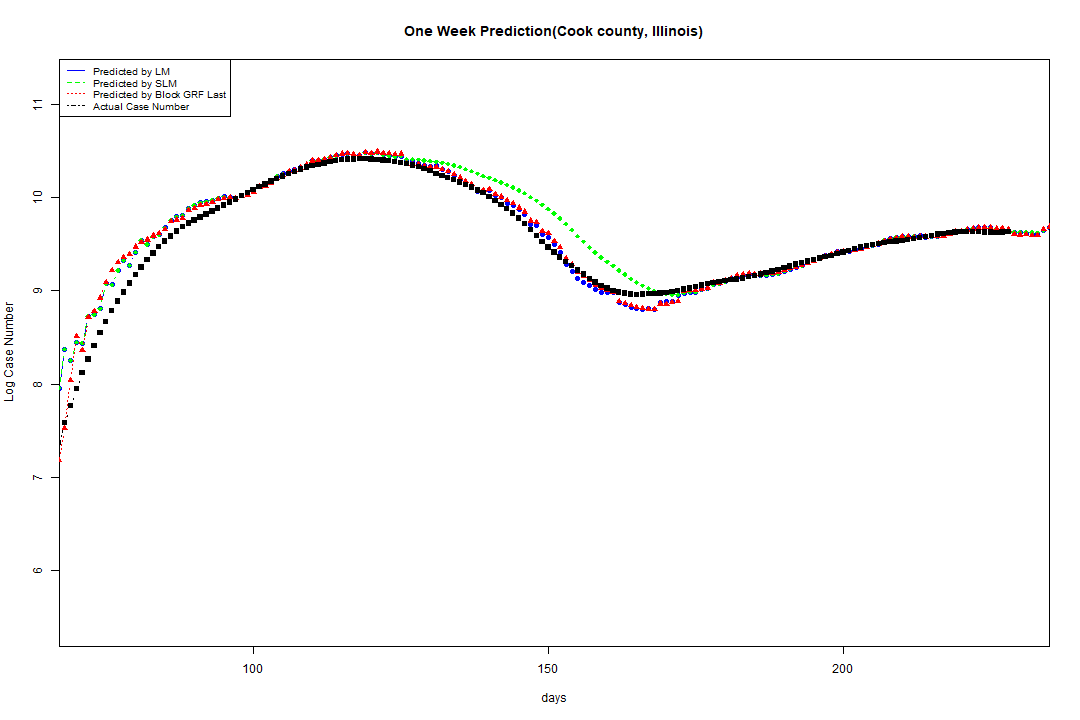 One Week Prediction(Cook county, Illinois)
Predicted by LM
Predicted by SLM
Predicted by Block GRF Last
Actual Case Number
11
10
9
8
7
6
Log Case Number
100 150 200
days